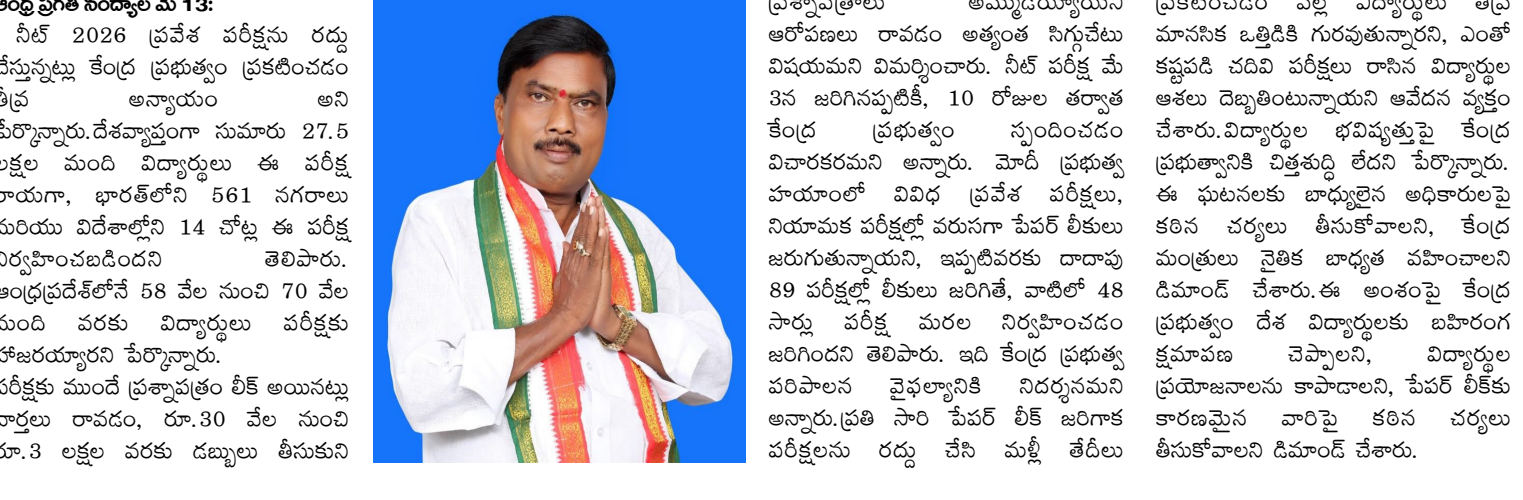 ఆంధ్ర ప్రగతి నంద్యాల మే 13:
నీట్ 2026 ప్రవేశ పరీక్షను రద్దు
చేస్తున్నట్లు కేంద్ర ప్రభుత్వం ప్రకటించడం
తీవ్ర అన్యాయం అని
పేర్కొన్నారు.దేశవ్యాప్తంగా సుమారు 27.5
లక్షల మంది విద్యార్థులు ఈ పరీక్ష
రాయగా, భారత్‌లోని 561 నగరాలు
మరియు విదేశాల్లోని 14 చోట్ల ఈ పరీక్ష
నిర్వహించబడిందని తెలిపారు.
ఆంధ్రప్రదేశ్‌లోనే 58 వేల నుంచి 70 వేల
మంది వరకు విద్యార్థులు పరీక్షకు
హాజరయ్యారని పేర్కొన్నారు.
పరీక్షకు ముందే ప్రశ్నాపత్రం లీక్ అయినట్లు
వార్తలు రావడం, రూ.30 వేల నుంచి
రూ.3 లక్షల వరకు డబ్బులు తీసుకుని
ప్రశ్నాపత్రాలు అమ్ముడయ్యాయని
ఆరోపణలు రావడం అత్యంత సిగ్గుచేటు
విషయమని విమర్శించారు. నీట్ పరీక్ష మే
3న జరిగినప్పటికీ, 10 రోజుల తర్వాత
కేంద్ర ప్రభుత్వం స్పందించడం
విచారకరమని అన్నారు. మోదీ ప్రభుత్వ
హయాంలో వివిధ ప్రవేశ పరీక్షలు,
నియామక పరీక్షల్లో వరుసగా పేపర్ లీకులు
జరుగుతున్నాయని, ఇప్పటివరకు దాదాపు
89 పరీక్షల్లో లీకులు జరిగితే, వాటిలో 48
సార్లు పరీక్ష మరల నిర్వహించడం
జరిగిందని తెలిపారు. ఇది కేంద్ర ప్రభుత్వ
పరిపాలన వైఫల్యానికి నిదర్శనమని
అన్నారు.ప్రతి సారి పేపర్ లీక్ జరిగాక
పరీక్షలను రద్దు చేసి మళ్లీ తేదీలు
ప్రకటించడం వల్ల విద్యార్థులు తీవ్ర
మానసిక ఒత్తిడికి గురవుతున్నారని, ఎంతో
కష్టపడి చదివి పరీక్షలు రాసిన విద్యార్థుల
ఆశలు దెబ్బతింటున్నాయని ఆవేదన వ్యక్తం
చేశారు.విద్యార్థుల భవిష్యత్తుపై కేంద్ర
ప్రభుత్వానికి చిత్తశుద్ధి లేదని పేర్కొన్నారు.
ఈ ఘటనలకు బాధ్యులైన అధికారులపై
కఠిన చర్యలు తీసుకోవాలని, కేంద్ర
మంత్రులు నైతిక బాధ్యత వహించాలని
డిమాండ్ చేశారు.ఈ అంశంపై కేంద్ర
ప్రభుత్వం దేశ విద్యార్థులకు బహిరంగ
క్షమాపణ చెప్పాలని, విద్యార్థుల
ప్రయోజనాలను కాపాడాలని, పేపర్ లీక్‌కు
కారణమైన వారిపై కఠిన చర్యలు
తీసుకోవాలని డిమాండ్ చేశారు.